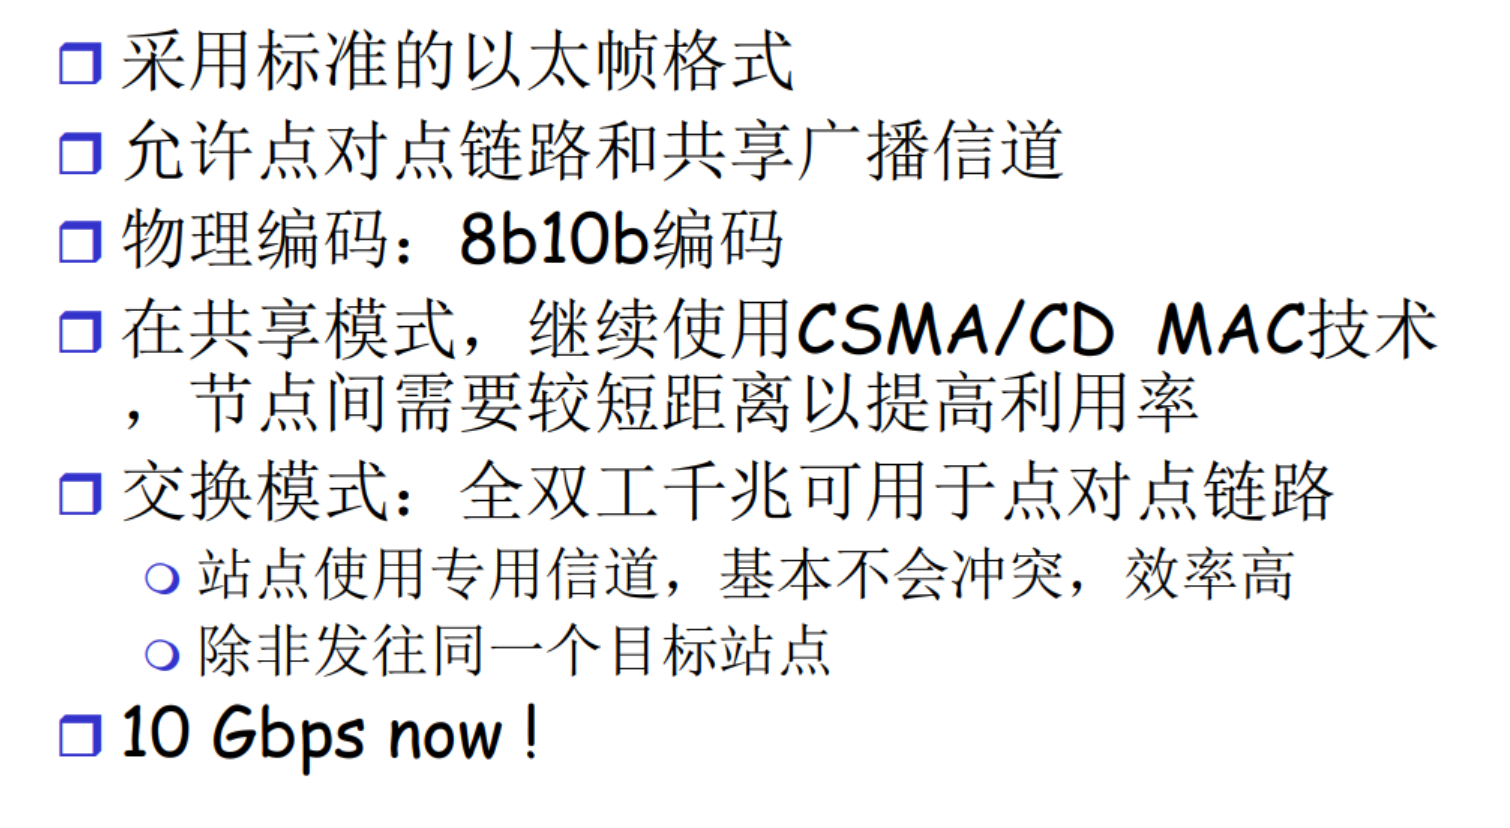 采用标准的以太帧格式
允许点对点链路和共享广播信道
物理编码：8b10b编码
在共享模式，继续使用CSMA/CD MAC技术
，节点间需要较短距离以提高利用率
交换模式：全双工千兆可用于点对点链路
站点使用专用信道，基本不会冲突，效率高
除非发往同一个目标站点
10 Gbps now !